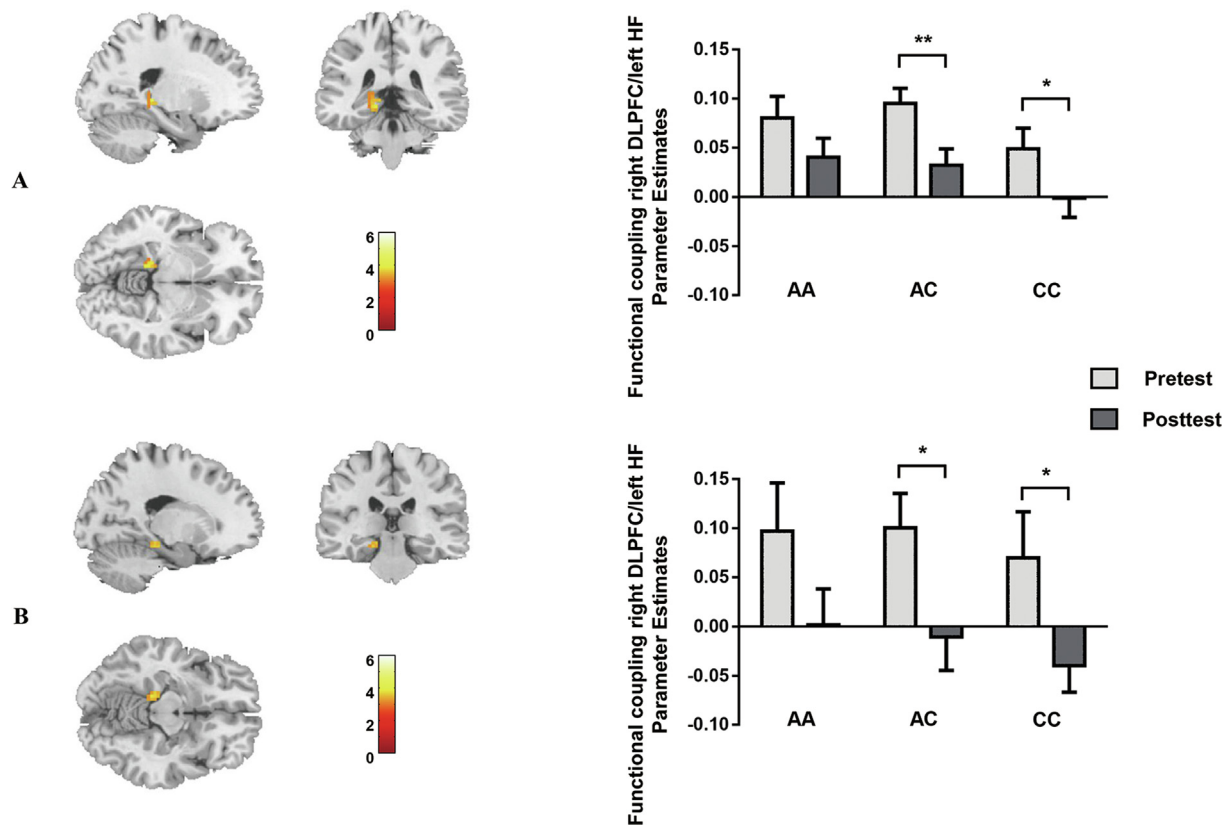 A
6
4
2
0
Functional coupling right DLPFC/left HF
Parameter Estimates
0.15
0.10
0.05
0.00
-0.05
-0.10
**
*
AA
AC
CC
Pretest
Posttest
B
6
4
2
0
Functional coupling right DLPFC/left HF
Parameter Estimates
0.15
0.10
0.05
0.00
-0.05
-0.10
*
*
AA
AC
CC